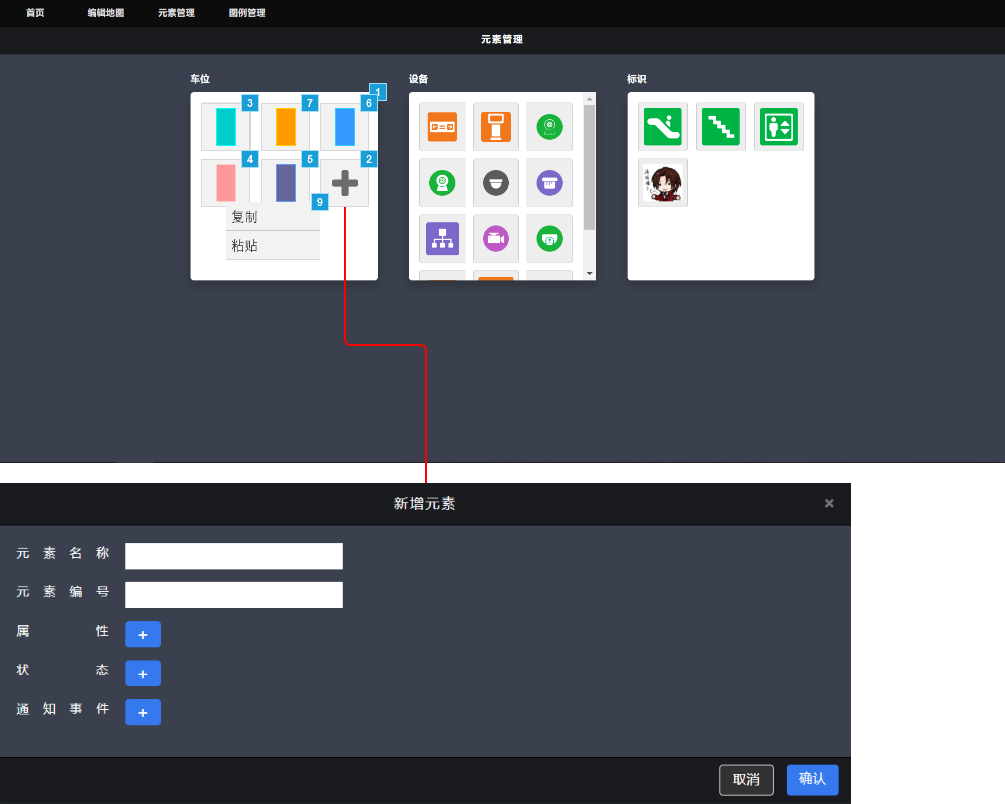 首页 编辑地图 元素管理 图例管理
元素管理
车位 设备 标识
1
3 7 6
4 5 2
9
复制
粘贴
新增元素 ×
元素名称
元素编号
属性 +
状态 +
通知事件 +
取消 确认